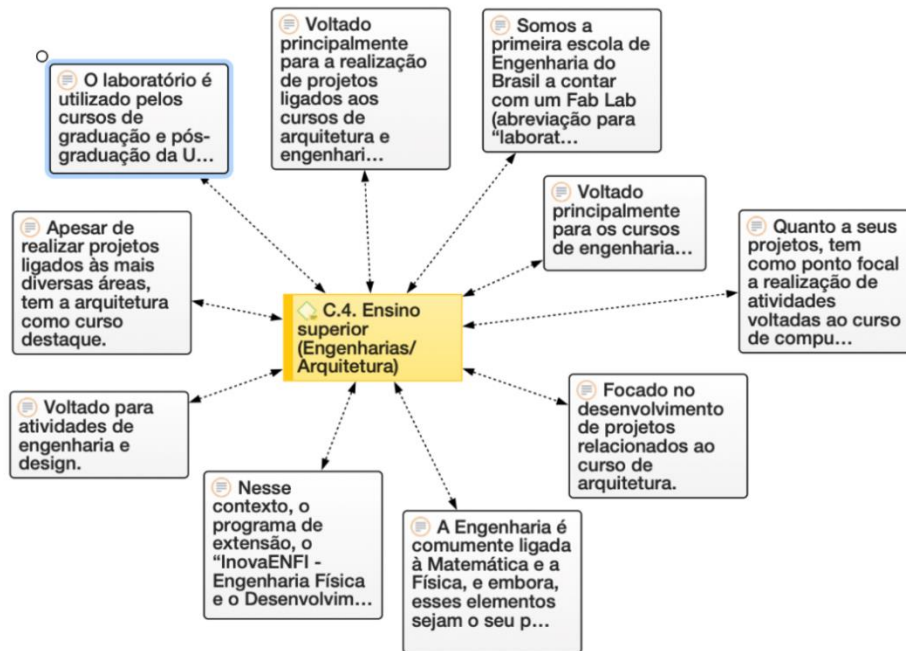 O laboratório é
utilizado pelos
cursos de
graduação e pós-
graduação da U...
Voltado
principalmente
para a realização
de projetos
ligados aos
cursos de
arquitetura e
engenhari...
Somos a
primeira escola de
Engenharia do
Brasil a contar
com um Fab Lab
(abreviação para
“laborat...
Apesar de
realizar projetos
ligados às mais
diversas áreas,
tem a arquitetura
como curso
destaque.
Voltado
principalmente
para os cursos
de engenharia...
Quanto a seus
projetos, tem
como ponto focal
a realização de
atividades
voltadas ao curso
de compu...
C.4. Ensino
superior
(Engenharias/
Arquitetura)
Voltado para
atividades de
engenharia e
design.
Focado no
desenvolvimento
de projetos
relacionados ao
curso de
arquitetura.
Nesse
contexto, o
programa de
extensão, o
“InovaENFI -
Engenharia Física
e o Desenvolvim...
A Engenharia é
comumente ligada
à Matemática e a
Física, e embora,
esses elementos
sejam o seu p...